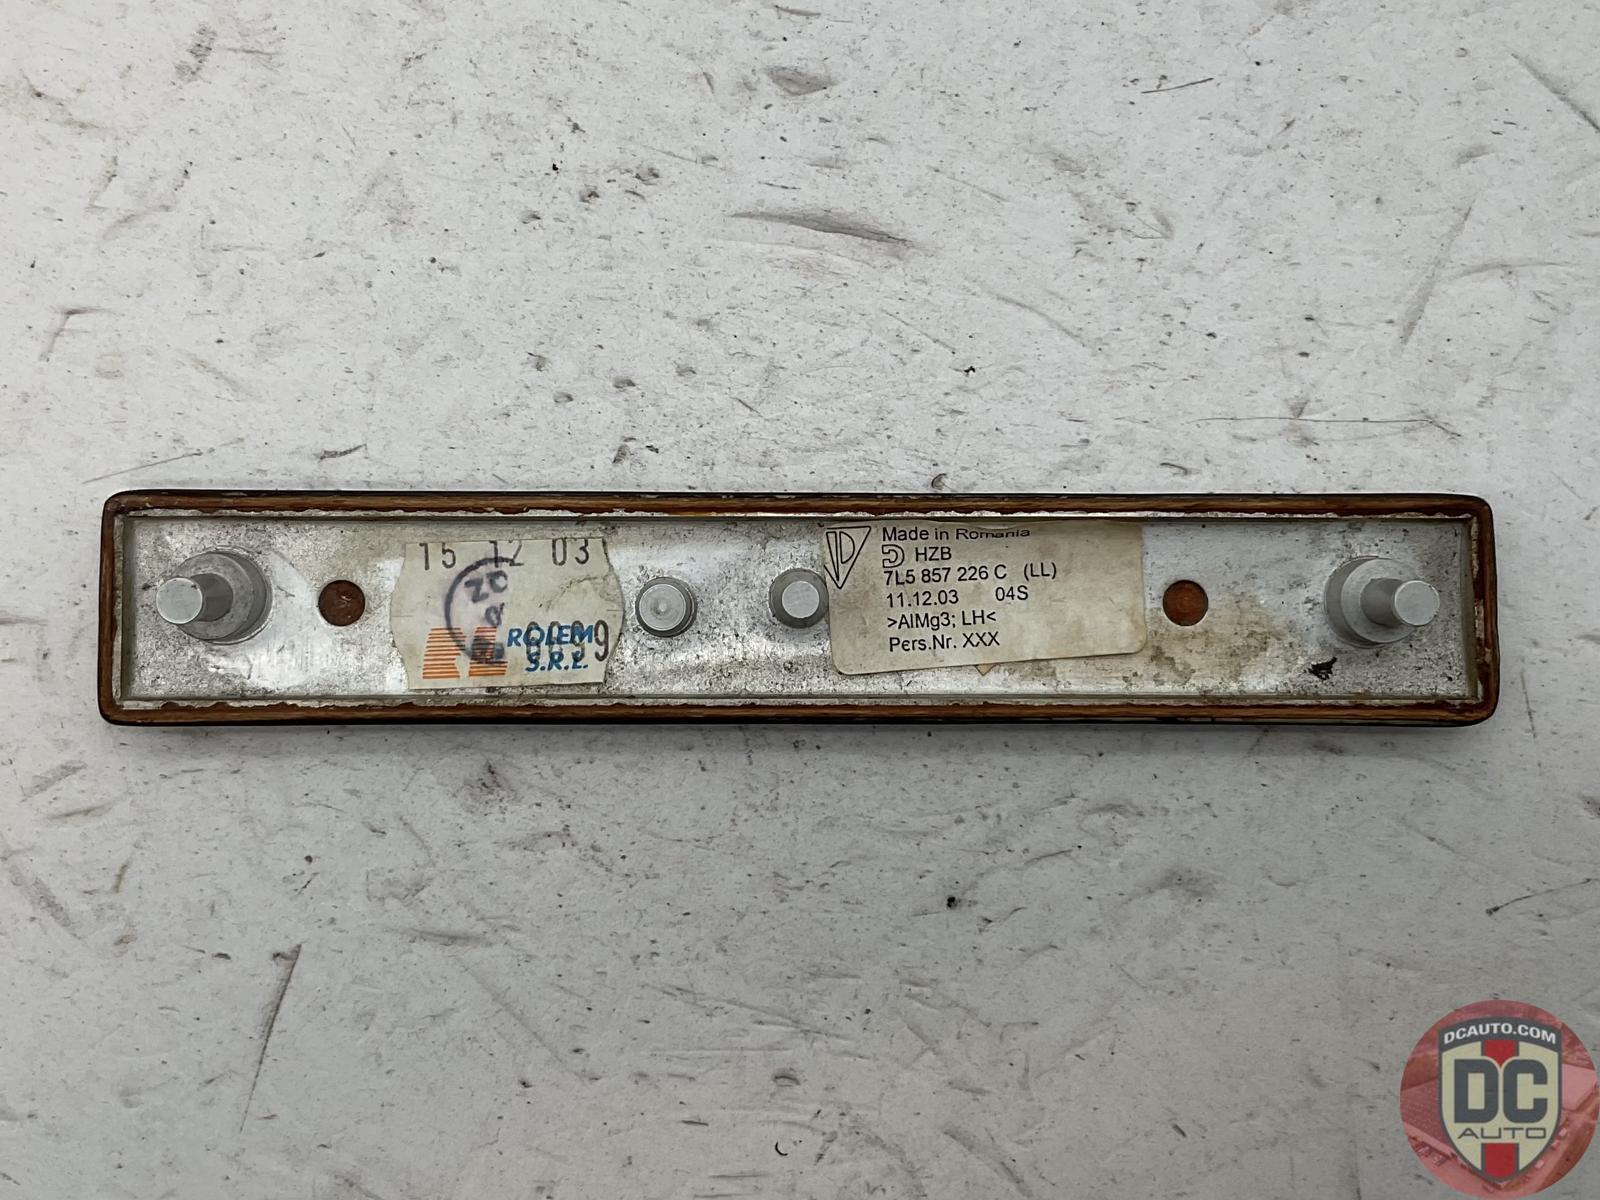 15 12 03
ROLEM
S.R.L.
0099
Made in Romania
HZB
7L5 857 226 C (LL)
11.12.03 04S
>AlMg3; LH<
Pers.Nr. XXX
DCAUTO.COM
DC
AUTO